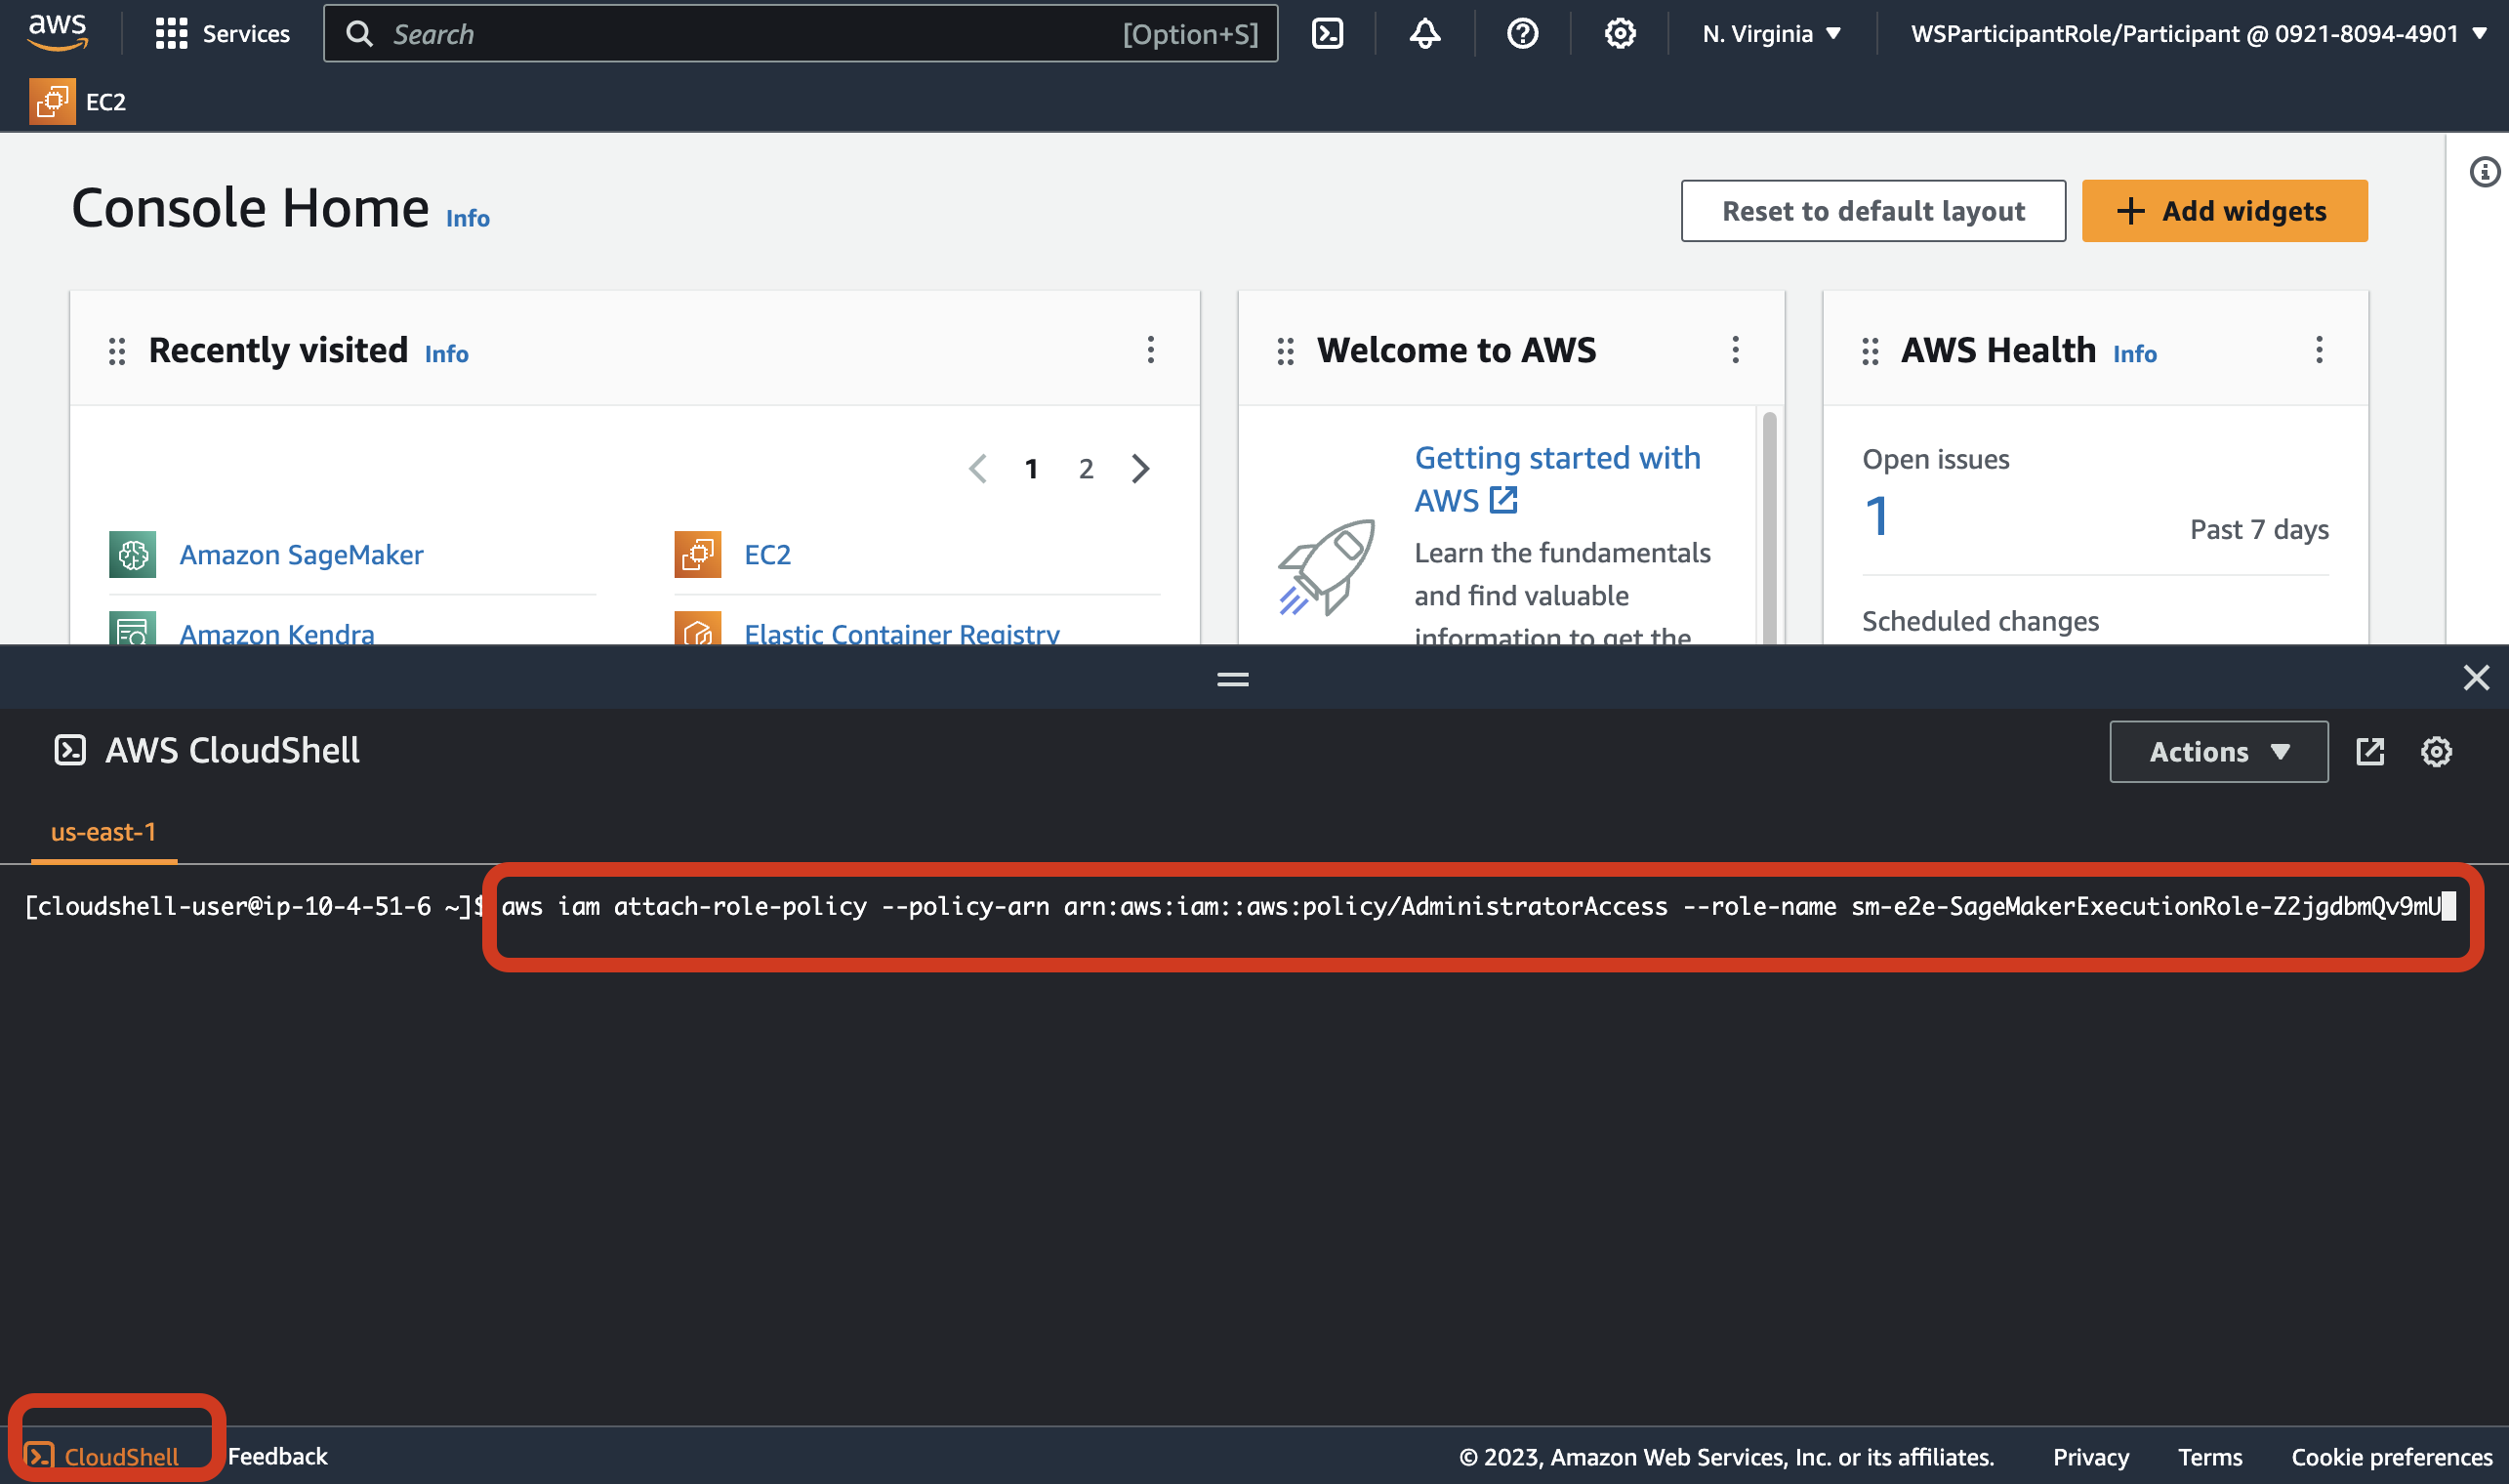 aws Services Search [Option+S] N. Virginia ▼ WSParticipantRole/Participant @ 0921-8094-4901 ▼
EC2
Console Home Info
Reset to default layout
+ Add widgets
Recently visited Info
1 2
Amazon SageMaker
EC2
Amazon Kendra
Elastic Container Registry
Welcome to AWS
Getting started with
AWS
Learn the fundamentals
and find valuable
information to get the
AWS Health Info
Open issues
1
Past 7 days
Scheduled changes
AWS CloudShell
Actions ▼
us-east-1
[cloudshell-user@ip-10-4-51-6 ~]$ aws iam attach-role-policy --policy-arn arn:aws:iam::aws:policy/AdministratorAccess --role-name sm-e2e-SageMakerExecutionRole-Z2jgdbmQv9mU
CloudShell Feedback © 2023, Amazon Web Services, Inc. or its affiliates. Privacy Terms Cookie preferences